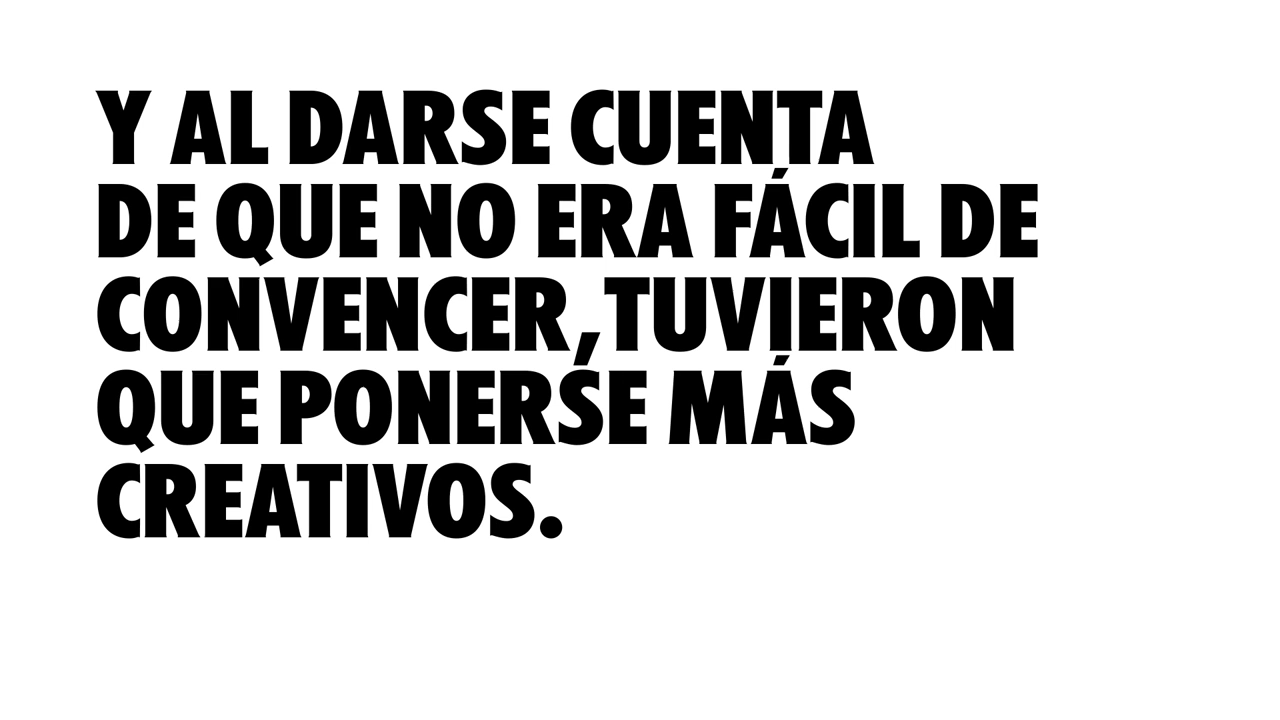 Y AL DARSE CUENTA
DE QUE NO ERA FÁCIL DE
CONVENCER,TUVIERON
QUE PONERSE MÁS
CREATIVOS.